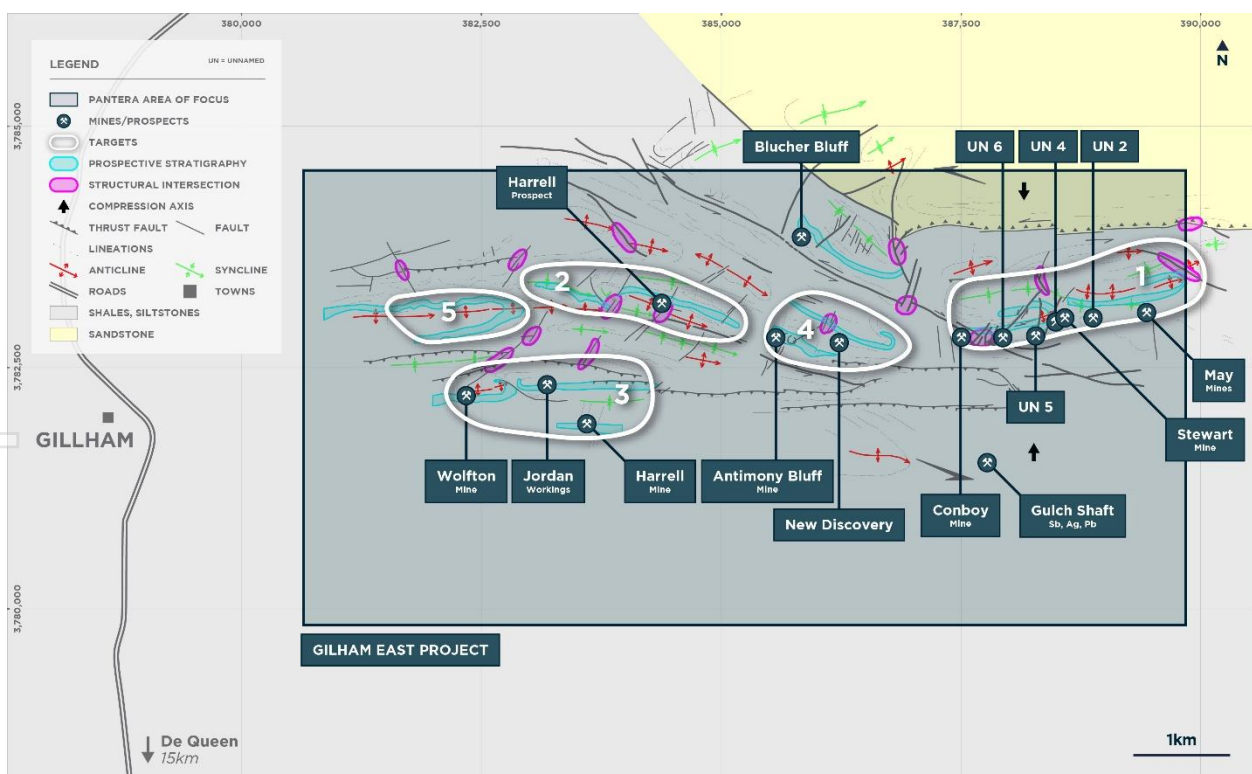 380,000
382,500
385,000
387,500
390,000
N
LEGEND
UN = UNNAMED
PANTERA AREA OF FOCUS
MINES/PROSPECTS
TARGETS
PROSPECTIVE STRATIGRAPHY
STRUCTURAL INTERSECTION
COMPRESSION AXIS
THRUST FAULT
FAULT
LINEATIONS
ANTICLINE
SYNCLINE
ROADS
TOWNS
SHALES, SILTSTONES
SANDSTONE
3,785,000
3,782,500
3,780,000
Blucher Bluff
UN 6
UN 4
UN 2
Harrell
Prospect
1
2
5
4
3
May
Mines
UN 5
Stewart
Mine
GILLHAM
Wolfton
Mine
Jordan
Workings
Harrell
Mine
Antimony Bluff
Mine
New Discovery
Conboy
Mine
Gulch Shaft
Sb, Ag, Pb
GILHAM EAST PROJECT
De Queen
15km
1km